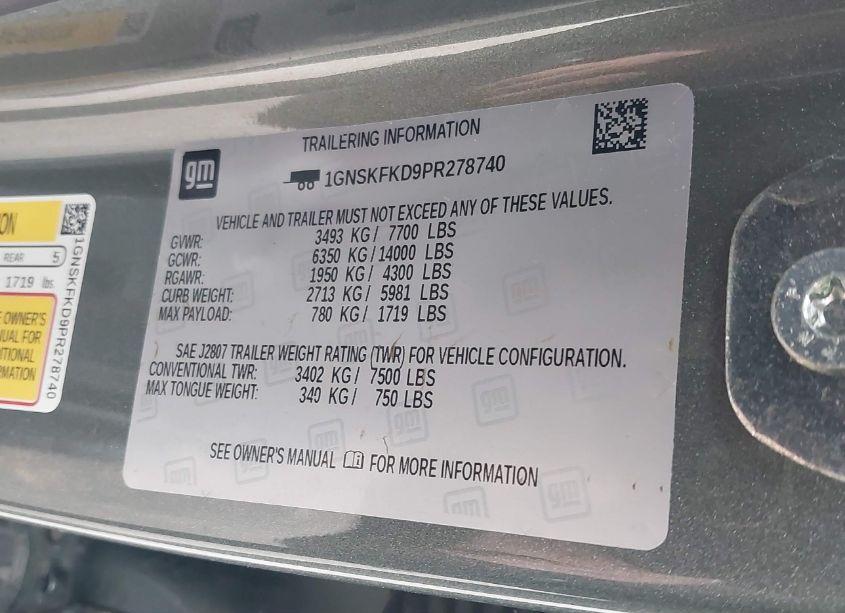 TRAILERING INFORMATION
gm
1GNSKFKD9PR278740
VEHICLE AND TRAILER MUST NOT EXCEED ANY OF THESE VALUES.
GVWR: 3493 KG / 7700 LBS
GCWR: 6350 KG / 14000 LBS
RGAWR: 1950 KG / 4300 LBS
CURB WEIGHT: 2713 KG / 5981 LBS
MAX PAYLOAD: 780 KG / 1719 LBS
SAE J2807 TRAILER WEIGHT RATING (TWR) FOR VEHICLE CONFIGURATION.
CONVENTIONAL TWR: 3402 KG / 7500 LBS
MAX TONGUE WEIGHT: 340 KG / 750 LBS
SEE OWNER'S MANUAL FOR MORE INFORMATION
REAR 5
1719 lbs
OWNER'S
FOR
1GNSKFKD9PR278740